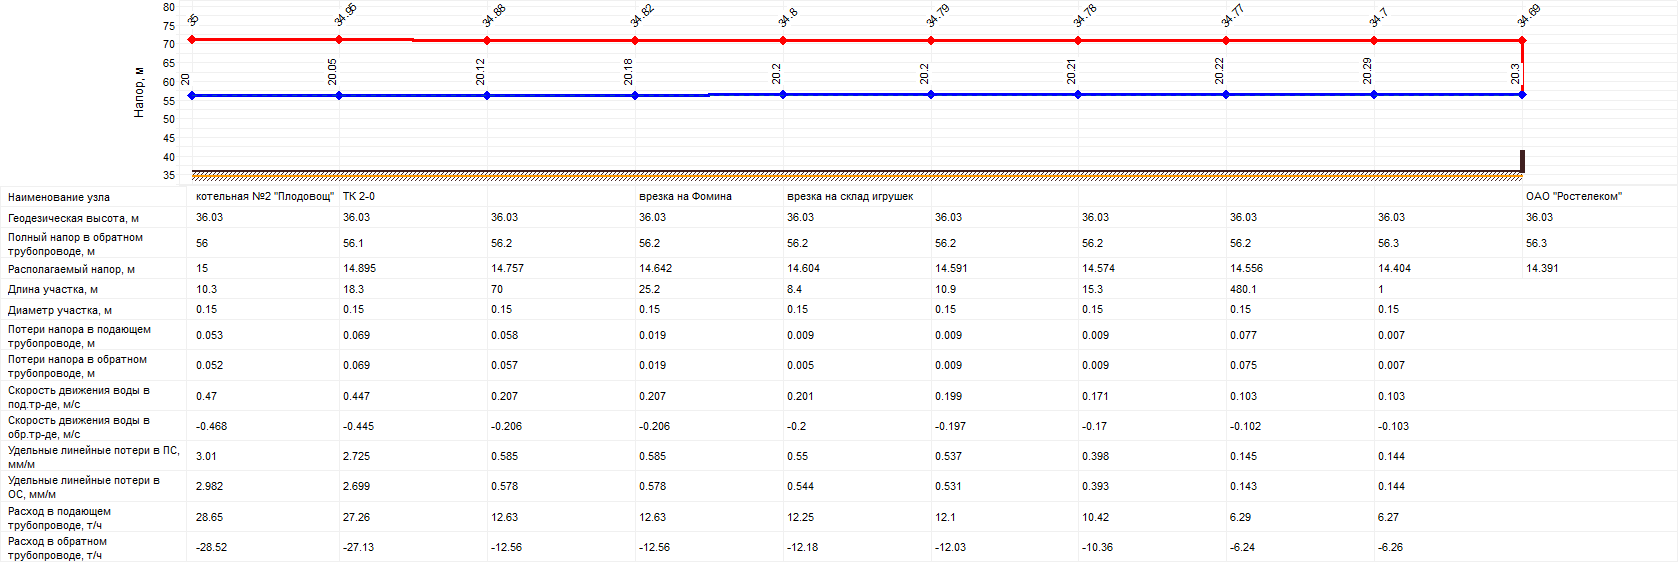 80
75
70
65
60
55
50
45
40
35
Напор, м
35 34.95 34.88 34.82 34.8 34.79 34.78 34.77 34.7 34.69
20 20.05 20.12 20.18 20.2 20.2 20.21 20.22 20.29 20.3
Наименование узла котельная №2 "Плодовощ" ТК 2-0 врезка на Фомина врезка на склад игрушек ОАО "Ростелеком"
Геодезическая высота, м 36.03 36.03 36.03 36.03 36.03 36.03 36.03 36.03 36.03 36.03
Полный напор в обратном
трубопроводе, м 56 56.1 56.2 56.2 56.2 56.2 56.2 56.2 56.3 56.3
Располагаемый напор, м 15 14.895 14.757 14.642 14.604 14.591 14.574 14.556 14.404 14.391
Длина участка, м 10.3 18.3 70 25.2 8.4 10.9 15.3 480.1 1
Диаметр участка, м 0.15 0.15 0.15 0.15 0.15 0.15 0.15 0.15 0.15
Потери напора в подающем
трубопроводе, м 0.053 0.069 0.058 0.019 0.009 0.009 0.009 0.077 0.007
Потери напора в обратном
трубопроводе, м 0.052 0.069 0.057 0.019 0.005 0.009 0.009 0.075 0.007
Скорость движения воды в
под.тр-де, м/с 0.47 0.447 0.207 0.207 0.201 0.199 0.171 0.103 0.103
Скорость движения воды в
обр.тр-де, м/с -0.468 -0.445 -0.206 -0.206 -0.2 -0.197 -0.17 -0.102 -0.103
Удельные линейные потери в ПС,
мм/м 3.01 2.725 0.585 0.585 0.55 0.537 0.398 0.145 0.144
Удельные линейные потери в
ОС, мм/м 2.982 2.699 0.578 0.578 0.544 0.531 0.393 0.143 0.144
Расход в подающем
трубопроводе, т/ч 28.65 27.26 12.63 12.63 12.25 12.1 10.42 6.29 6.27
Расход в обратном
трубопроводе, т/ч -28.52 -27.13 -12.56 -12.56 -12.18 -12.03 -10.36 -6.24 -6.26